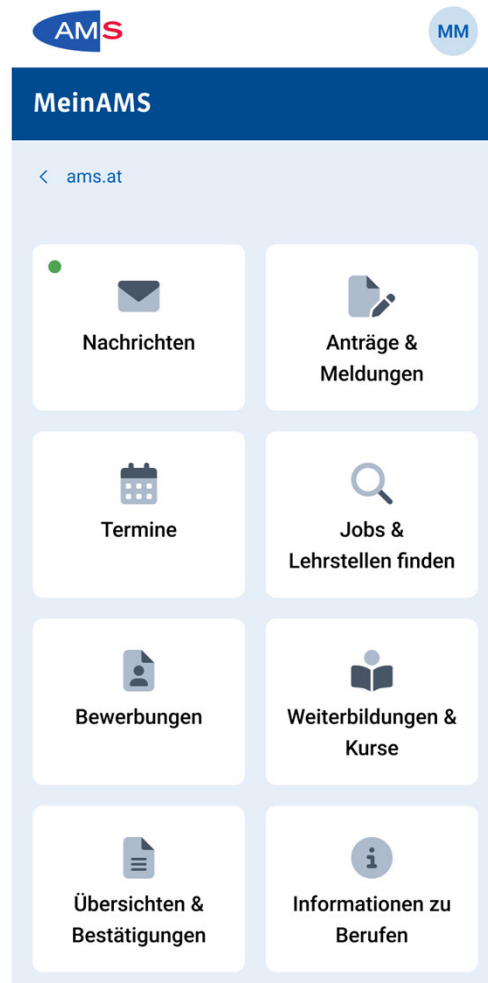 AMS
MM
MeinAMS
ams.at
Nachrichten
Anträge &
Meldungen
Termine
Jobs &
Lehrstellen finden
Bewerbungen
Weiterbildungen &
Kurse
Übersichten &
Bestätigungen
Informationen zu
Berufen